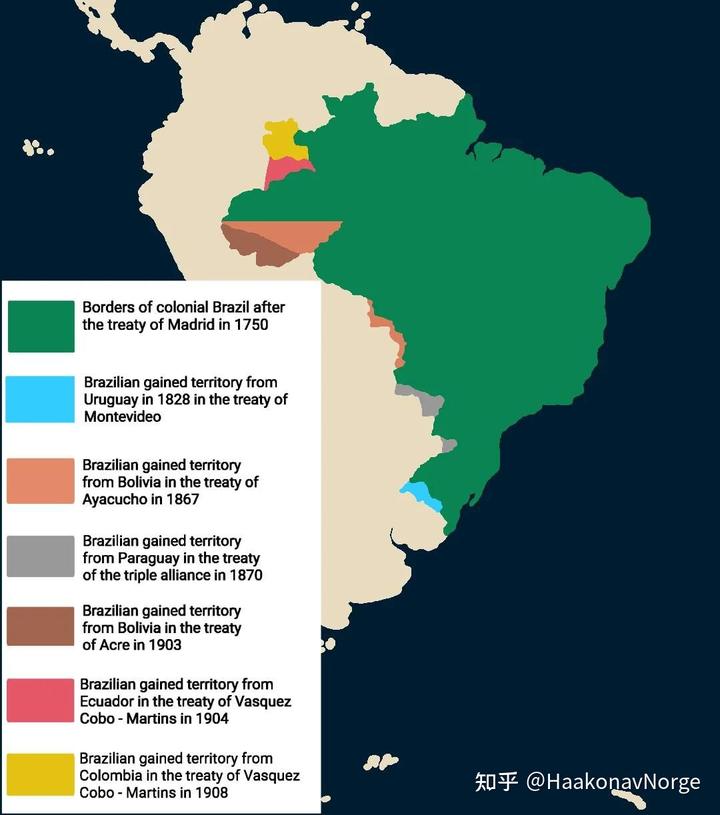 Borders of colonial Brazil after
the treaty of Madrid in 1750
Brazilian gained territory from
Uruguay in 1828 in the treaty of
Montevideo
Brazilian gained territory
from Bolivia in the treaty of
Ayacucho in 1867
Brazilian gained territory
from Paraguay in the treaty
of the triple alliance in 1870
Brazilian gained territory
from Bolivia in the treaty
of Acre in 1903
Brazilian gained territory from
Ecuador in the treaty of Vasquez
Cobo - Martins in 1904
Brazilian gained territory from
Colombia in the treaty of Vasquez
Cobo - Martins in 1908
知乎 @HaakonavNorge